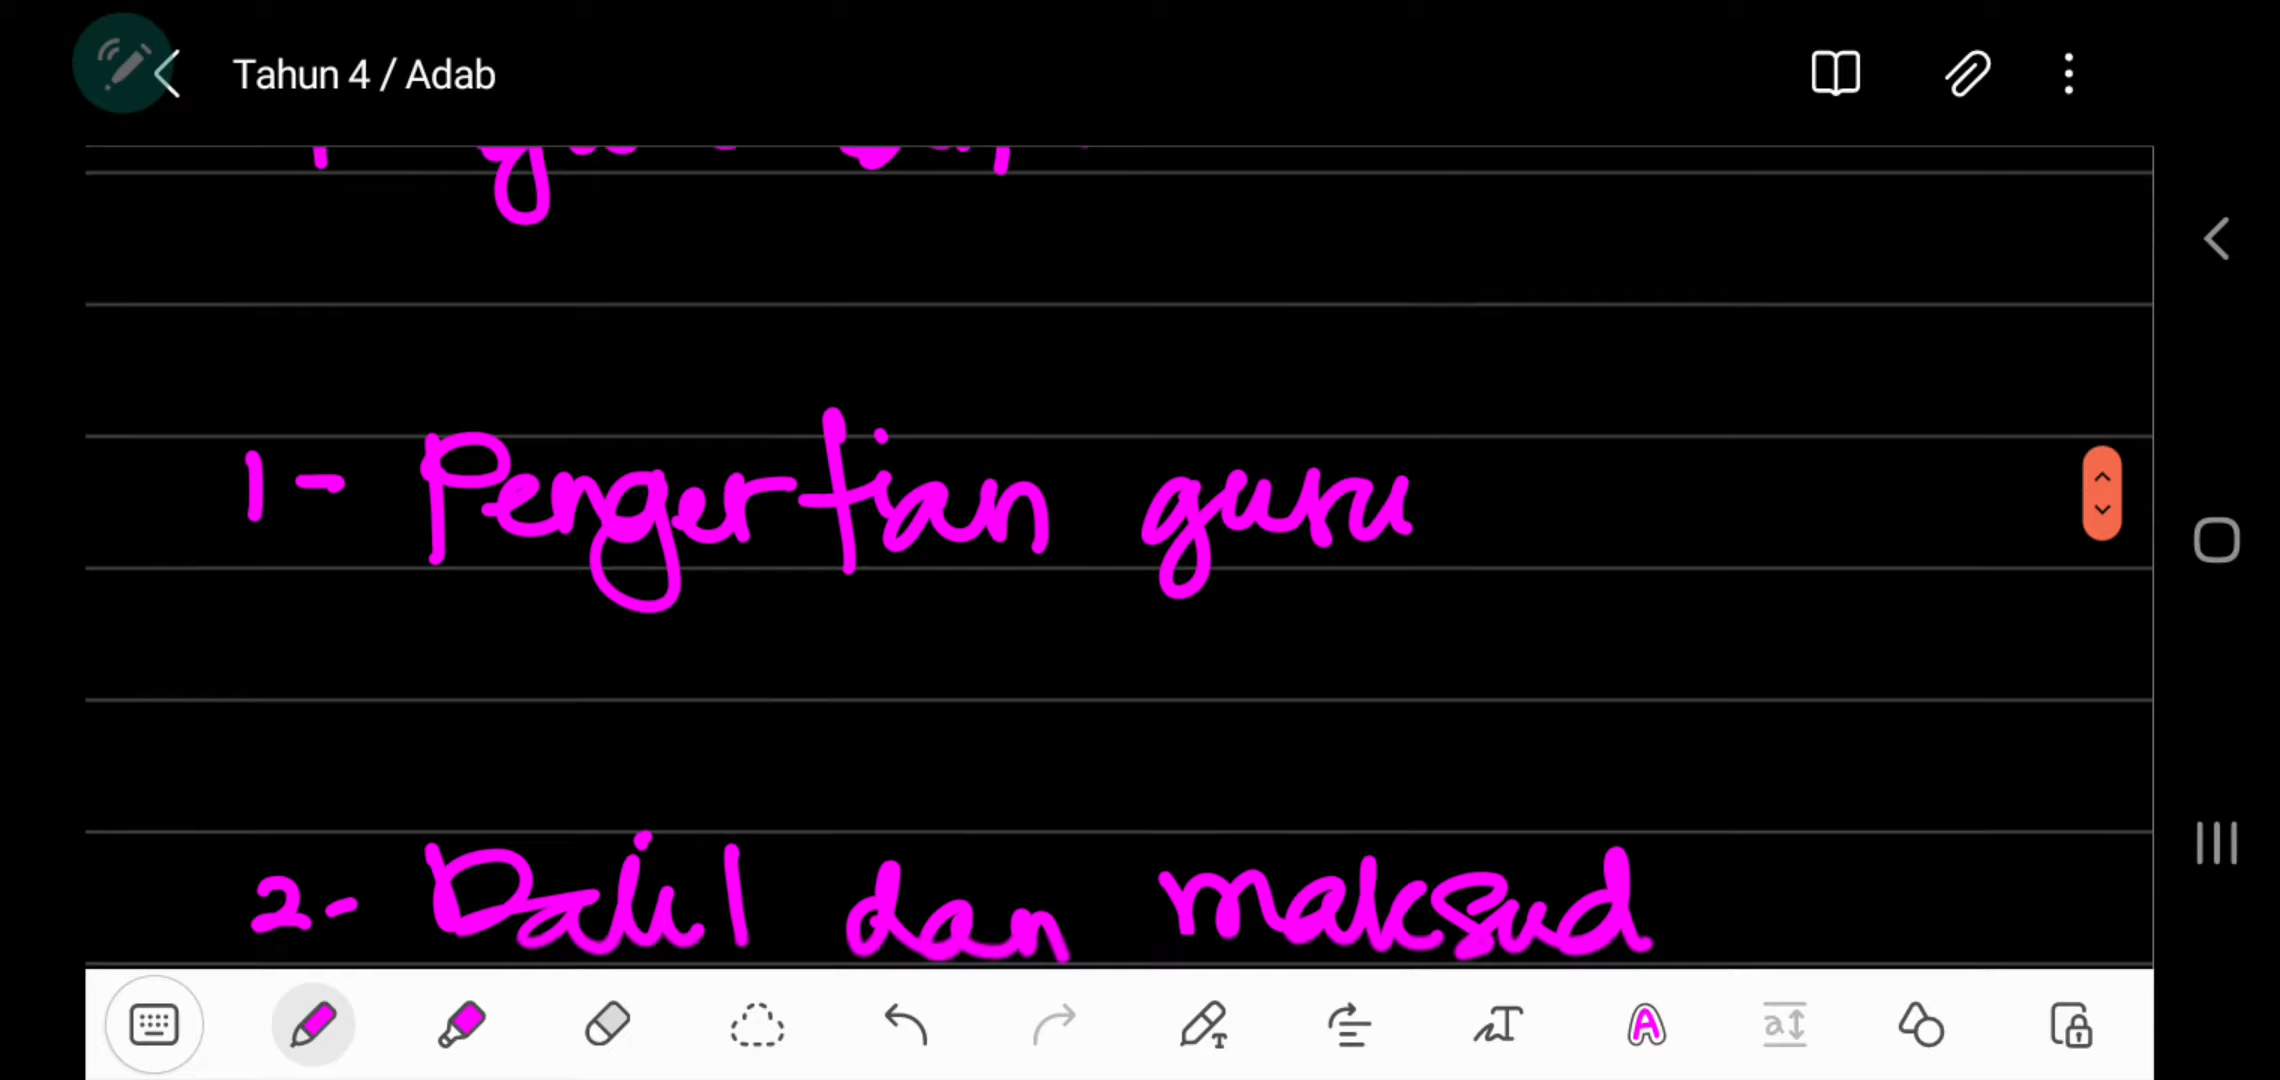 Tahun 4 / Adab
1- Pengertian guru
2- Dalil dan maksud